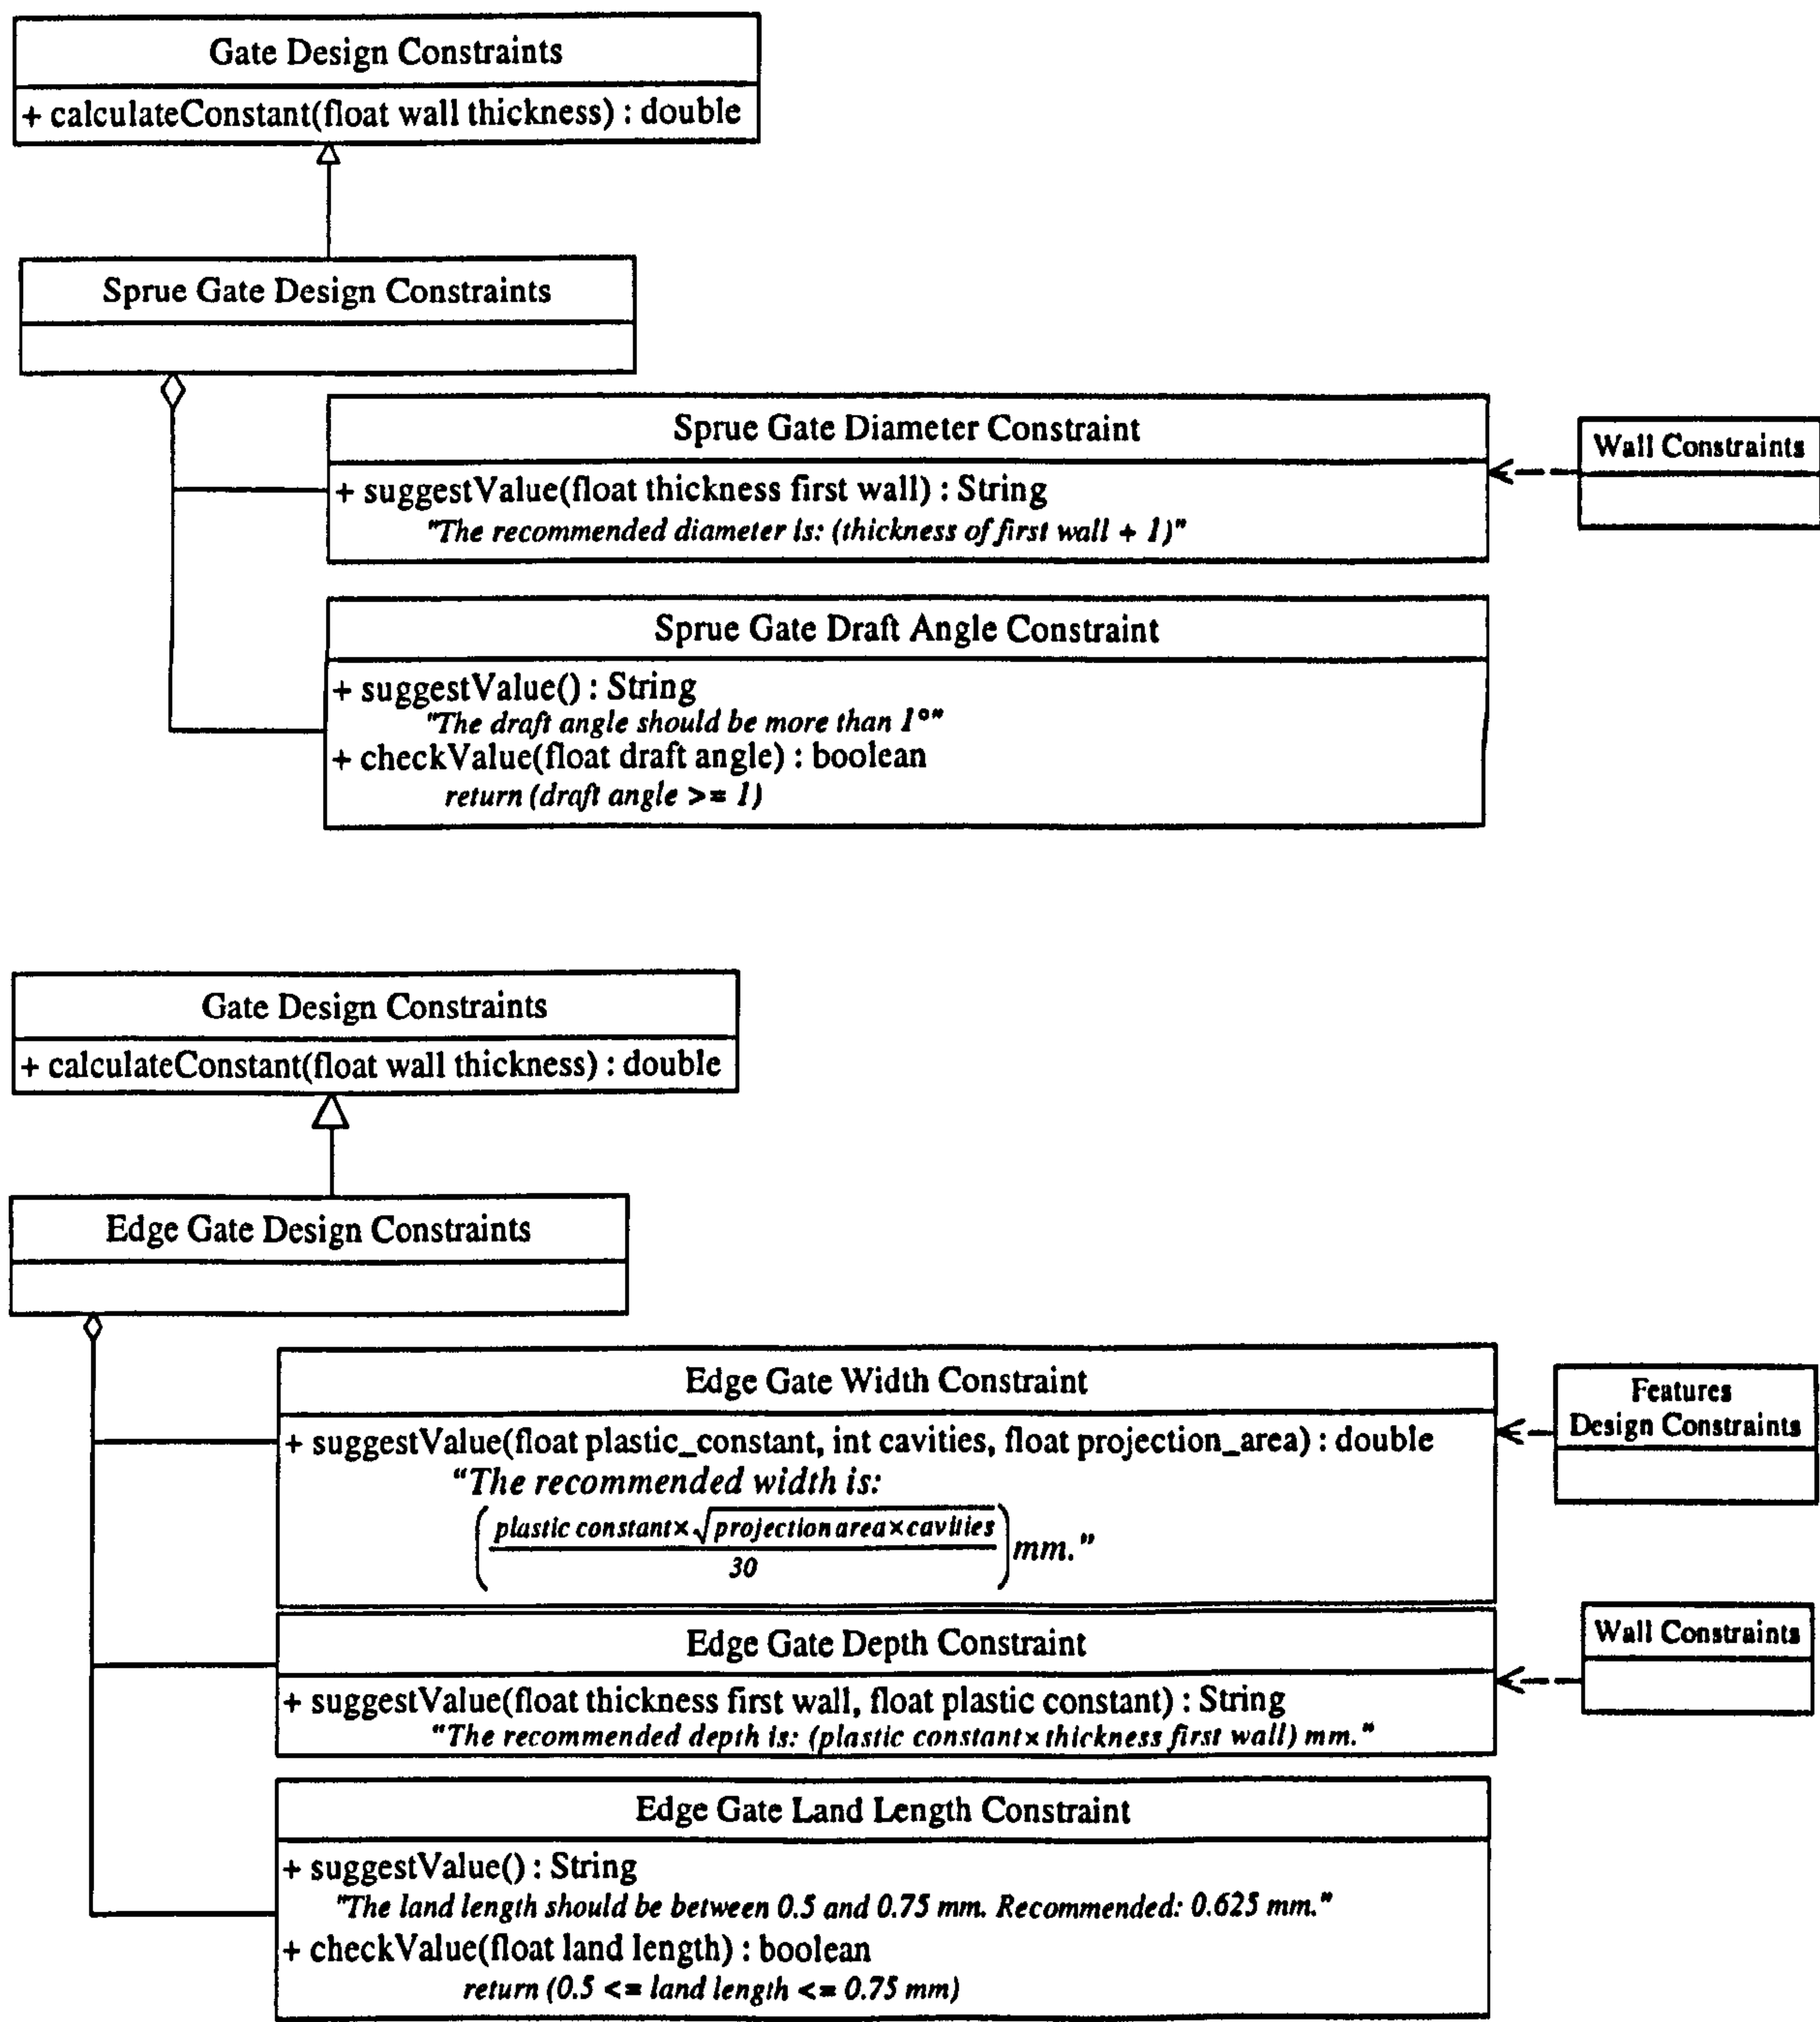 Gate Design Constraints
+ calculateConstant(float wall thickness) : double
Sprue Gate Design Constraints
Sprue Gate Diameter Constraint
+ suggestValue(float thickness first wall) : String
"The recommended diameter is: (thickness of first wall + 1)"
Wall Constraints
Sprue Gate Draft Angle Constraint
+ suggestValue() : String
"The draft angle should be more than 1°"
+ checkValue(float draft angle) : boolean
return (draft angle >= 1)
Gate Design Constraints
+ calculateConstant(float wall thickness) : double
Edge Gate Design Constraints
Edge Gate Width Constraint
+ suggestValue(float plastic_constant, int cavities, float projection_area) : double
"The recommended width is:
(plastic constant×√projection area×cavities
30
) mm."
Features
Design Constraints
Edge Gate Depth Constraint
+ suggestValue(float thickness first wall, float plastic constant) : String
"The recommended depth is: (plastic constant×thickness first wall) mm."
Wall Constraints
Edge Gate Land Length Constraint
+ suggestValue() : String
"The land length should be between 0.5 and 0.75 mm. Recommended: 0.625 mm."
+ checkValue(float land length) : boolean
return (0.5 <= land length <= 0.75 mm)